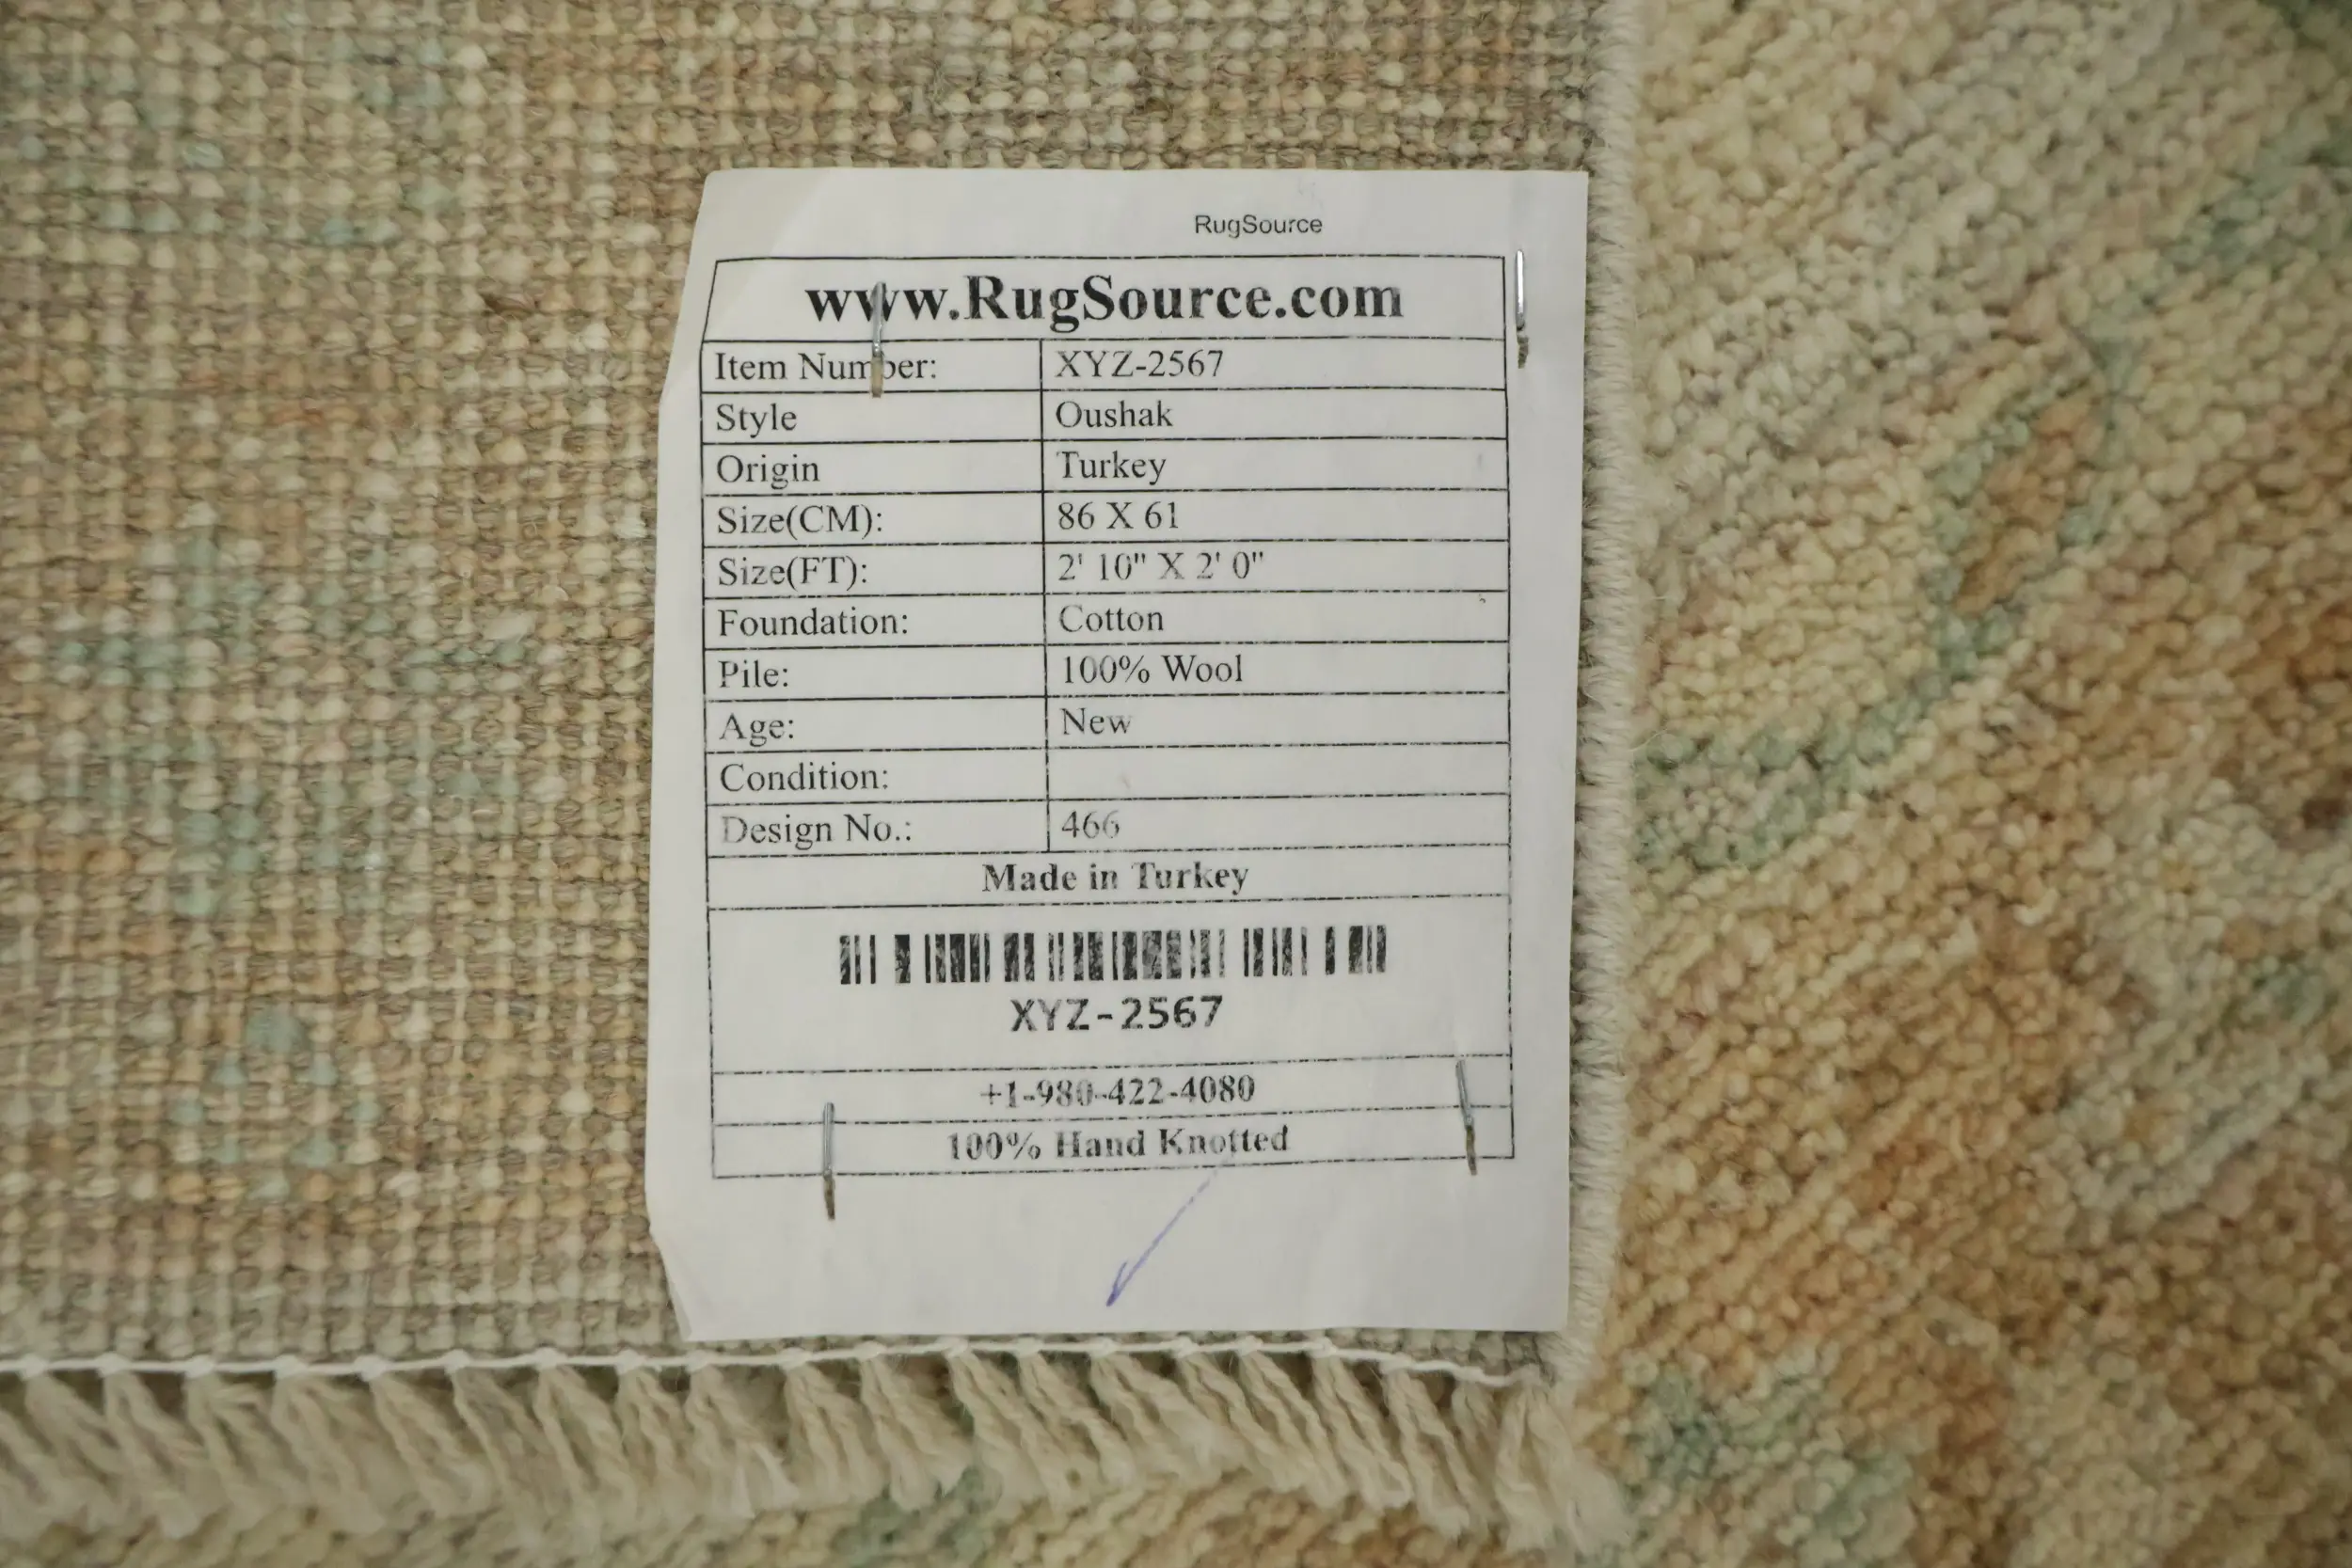 RugSource
www.RugSource.com
Item Number: XYZ-2567
Style Oushak
Origin Turkey
Size(CM): 86 X 61
Size(FT): 2' 10" X 2' 0"
Foundation: Cotton
Pile: 100% Wool
Age: New
Condition:
Design No.: 466
Made in Turkey
XYZ-2567
+1-980-422-4080
100% Hand Knotted